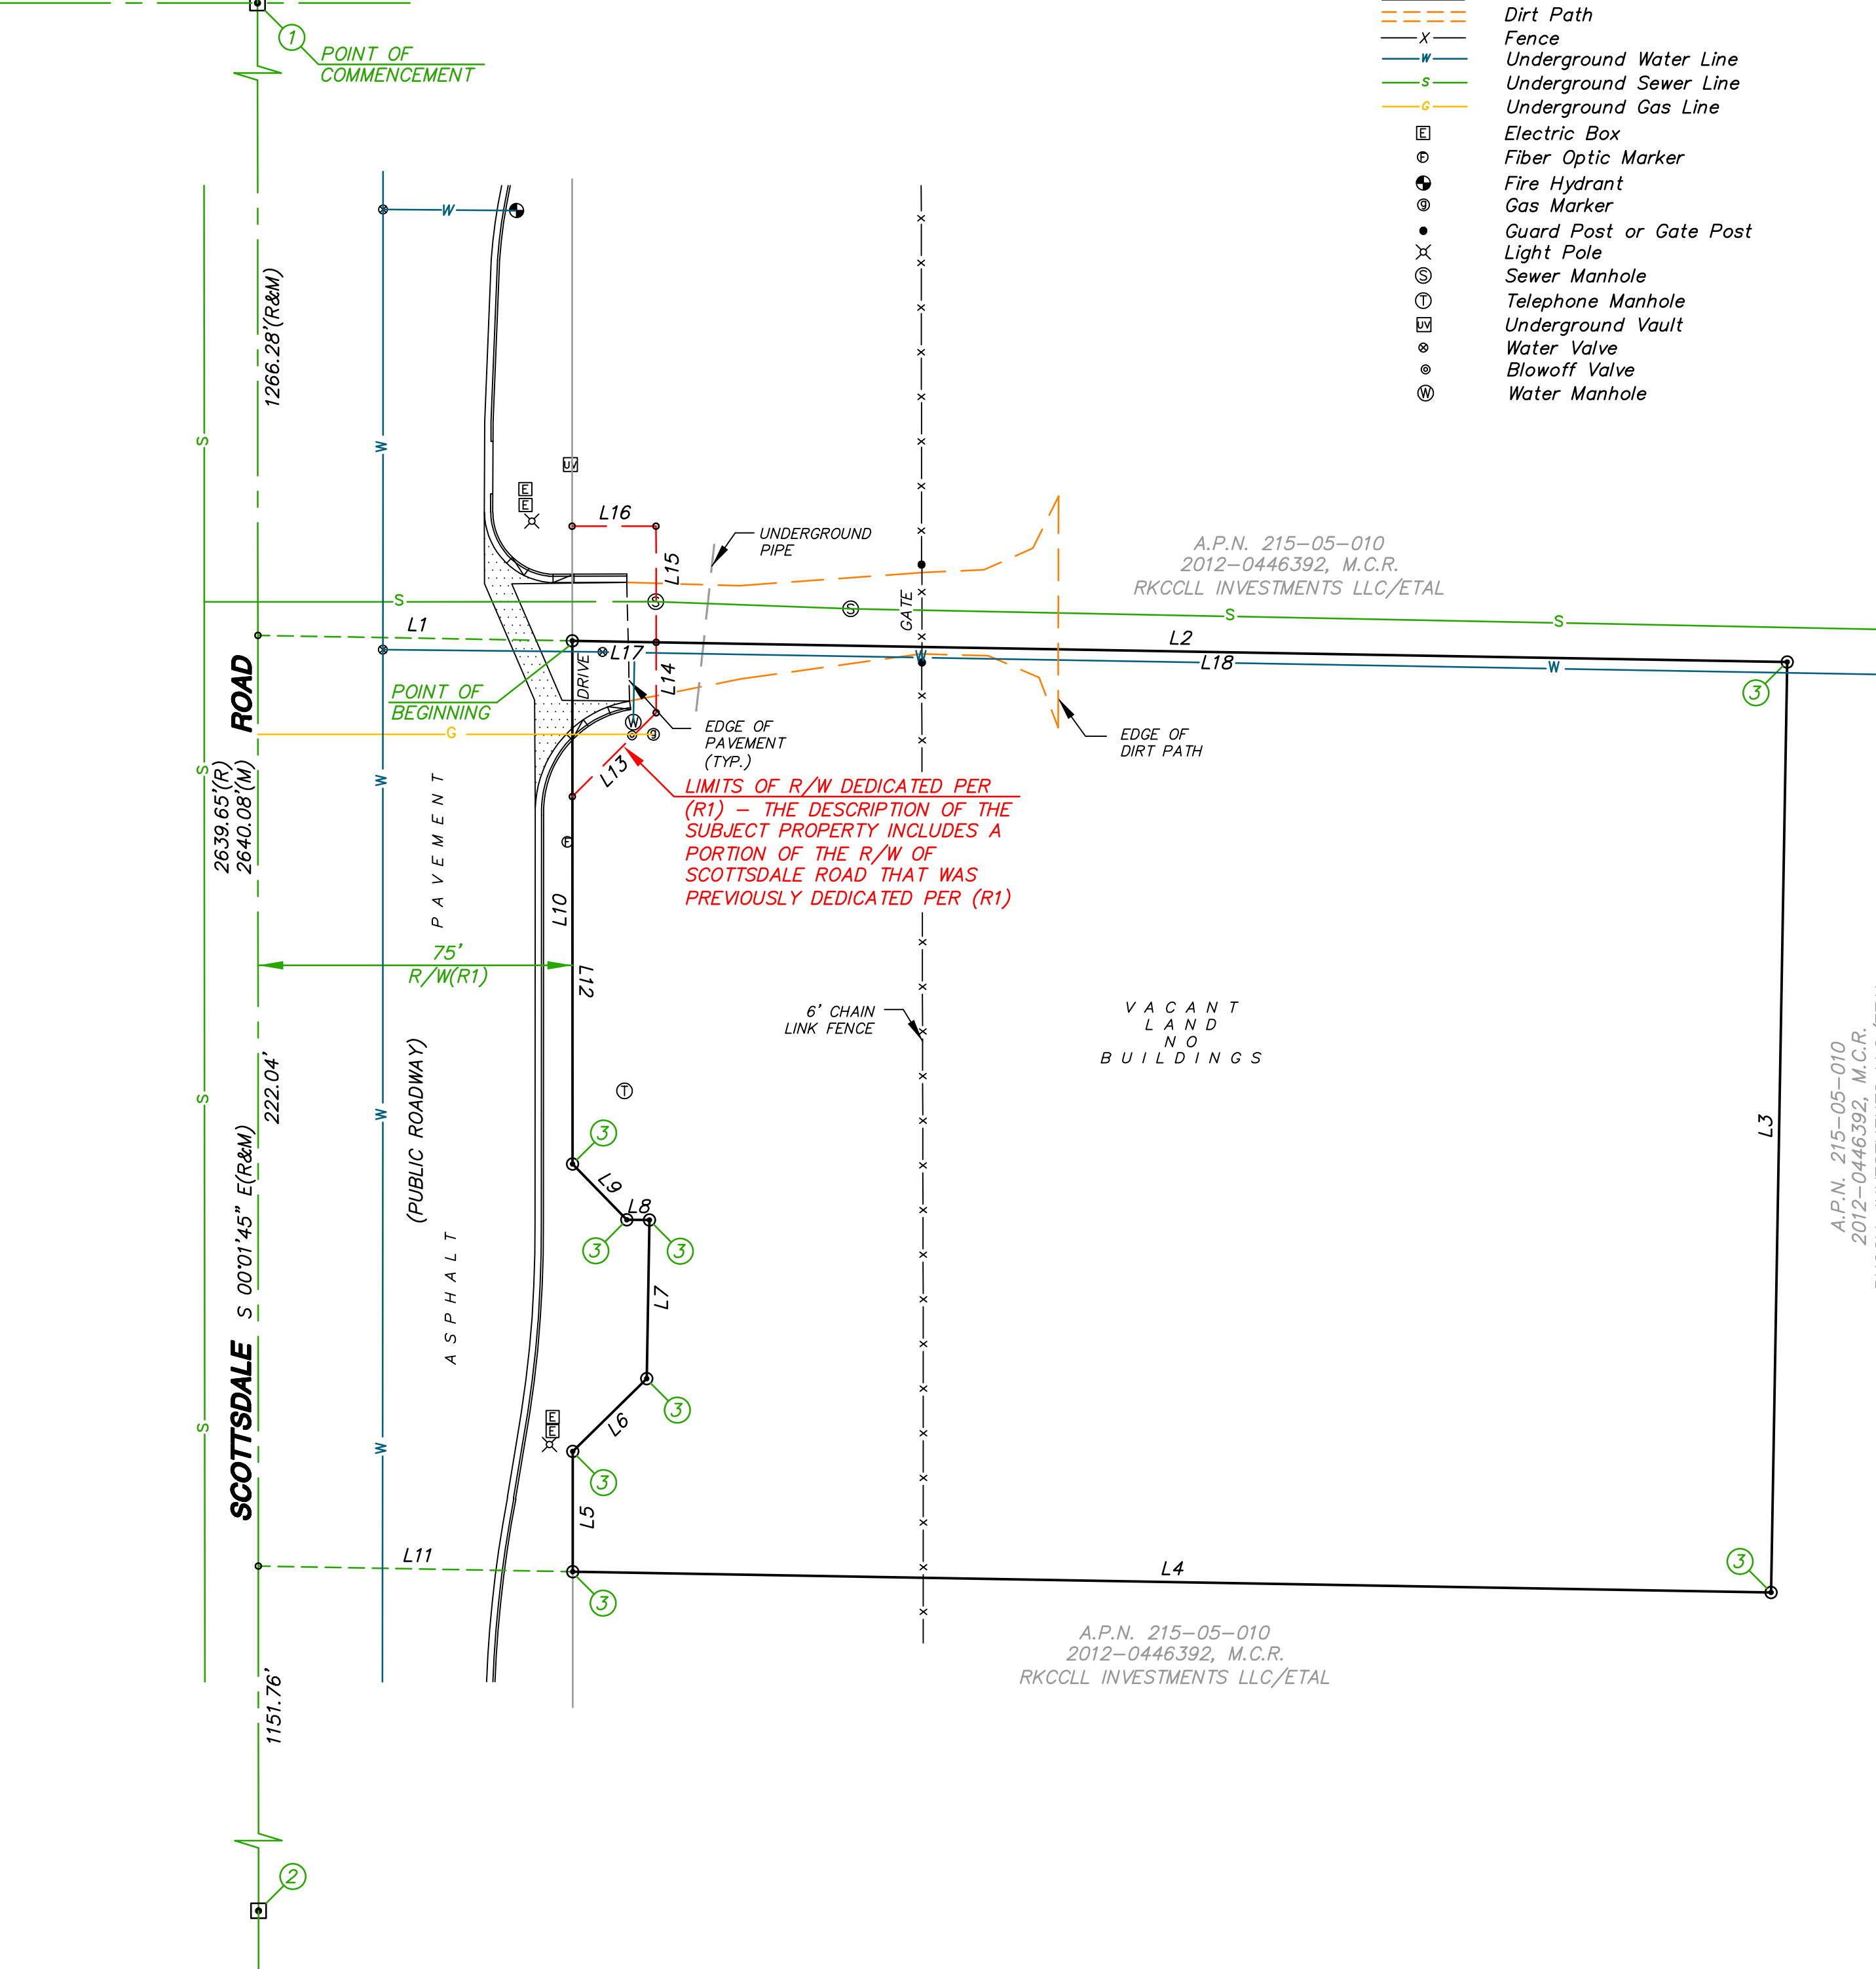 1
POINT OF
COMMENCEMENT
Dirt Path
X
Fence
W
Underground Water Line
S
Underground Sewer Line
G
Underground Gas Line
E
Electric Box
F
Fiber Optic Marker
Fire Hydrant
g
Gas Marker
Guard Post or Gate Post
Light Pole
S
Sewer Manhole
T
Telephone Manhole
UV
Underground Vault
Water Valve
Blowoff Valve
W
Water Manhole
W
1266.28'(R&M)
S
W
UV
E
E
L16
L15
UNDERGROUND
PIPE
A.P.N. 215-05-010
2012-0446392, M.C.R.
RKCCLL INVESTMENTS LLC/ETAL
S
S
S
S
S
GATE
L1
L2
L17
W
L18
W
DRIVE
L14
POINT OF
BEGINNING
3
ROAD
W
g
G
EDGE OF
PAVEMENT
(TYP.)
EDGE OF
DIRT PATH
L13
LIMITS OF R/W DEDICATED PER
(R1) - THE DESCRIPTION OF THE
SUBJECT PROPERTY INCLUDES A
PORTION OF THE R/W OF
SCOTTSDALE ROAD THAT WAS
PREVIOUSLY DEDICATED PER (R1)
2639.65'(R)
2640.08'(M)
S
W
PAVEMENT
F
L10
75'
R/W(R1)
L12
6' CHAIN
LINK FENCE
VACANT
LAND
NO
BUILDINGS
A.P.N. 215-05-010
2012-0446392, M.C.R.
222.04'
S
W
(PUBLIC ROADWAY)
T
3
L9
L8
3
3
L3
L7
S 00°01'45" E(R&M)
ASPHALT
3
SCOTTSDALE
S
W
E
E
L6
3
L5
L11
L4
3
3
A.P.N. 215-05-010
2012-0446392, M.C.R.
RKCCLL INVESTMENTS LLC/ETAL
1151.76'
2